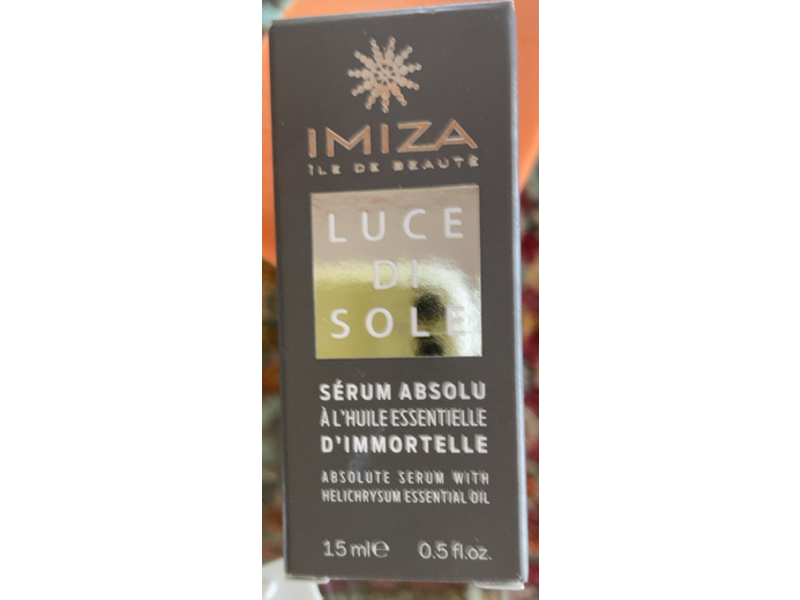 IMIZA
ÎLE DE BEAUTÉ
LUCE
DI
SOLE
SÉRUM ABSOLU
À L'HUILE ESSENTIELLE
D'IMMORTELLE
ABSOLUTE SERUM WITH
HELICHRYSUM ESSENTIAL OIL
15 ml℮ 0.5 fl.oz.